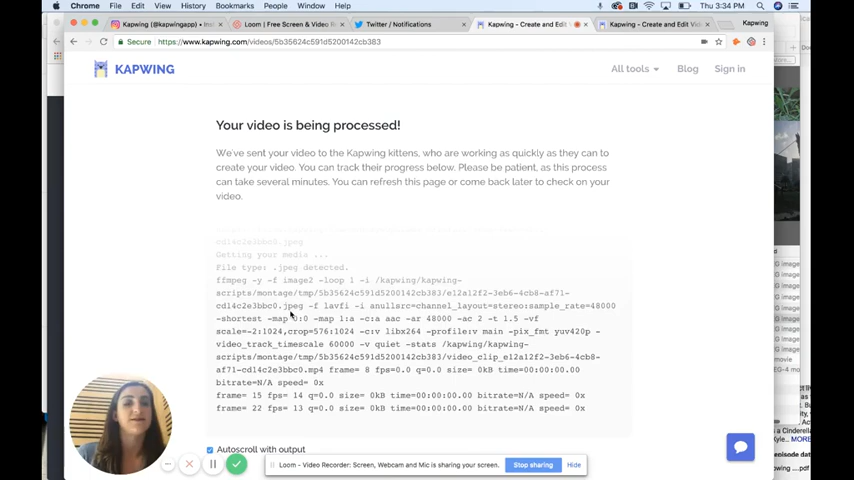 Chrome File Edit View History Bookmarks People Window Help
Thu 3:34 PM
Kapwing (@kapwingapp) • Inst
Loom | Free Screen & Video Re
Twitter / Notifications
Kapwing - Create and Edit V
Kapwing - Create and Edit Vi
Kapwing
Secure https://www.kapwing.com/videos/5b35624c591d5200142cb383
KAPWING
All tools Blog Sign in
Your video is being processed!
We've sent your video to the Kapwing kittens, who are working as quickly as they can to
create your video. You can track their progress below. Please be patient, as this process
can take several minutes. You can refresh this page or come back later to check on your
video.
cd14c2e3bbc0.jpeg
Getting your media ...
File type: .jpeg detected.
ffmpeg -y -f image2 -loop 1 -i /kapwing/kapwing-
scripts/montage/tmp/5b35624c591d5200142cb383/e12a12f2-3eb6-4cb8-af71-
cd14c2e3bbc0.jpeg -f lavfi -i anullsrc=channel_layout=stereo:sample_rate=48000
-shortest -map 0:0 -map 1:a -c:a aac -ar 48000 -ac 2 -t 1.5 -vf
scale=-2:1024,crop=576:1024 -c:v libx264 -profile:v main -pix_fmt yuv420p -
video_track_timescale 60000 -v quiet -stats /kapwing/kapwing-
scripts/montage/tmp/5b35624c591d5200142cb383/video_clip_e12a12f2-3eb6-4cb8-
af71-cd14c2e3bbc0.mp4 frame= 8 fps=0.0 q=0.0 size= 0kB time=00:00:00.00
bitrate=N/A speed= 0x
frame= 15 fps= 14 q=0.0 size= 0kB time=00:00:00.00 bitrate=N/A speed= 0x
frame= 22 fps= 13 q=0.0 size= 0kB time=00:00:00.00 bitrate=N/A speed= 0x
Autoscroll with output
Loom – Video Recorder: Screen, Webcam and Mic is sharing your screen.
Stop sharing
Hide